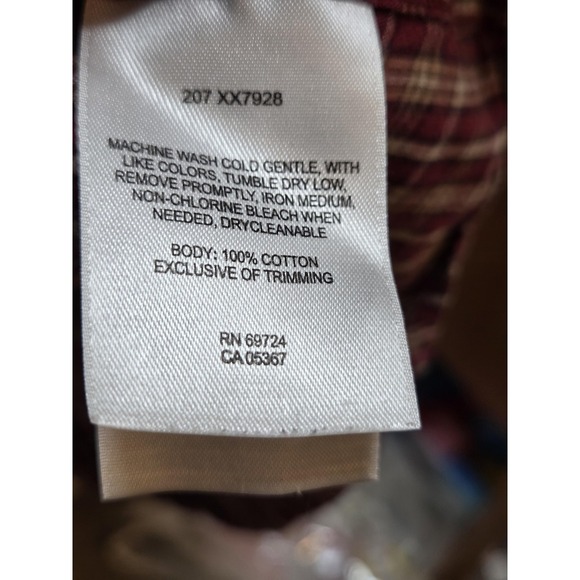 207 XX7928
MACHINE WASH COLD GENTLE, WITH
LIKE COLORS, TUMBLE DRY LOW,
REMOVE PROMPTLY, IRON MEDIUM,
NON-CHLORINE BLEACH WHEN
NEEDED, DRYCLEANABLE
BODY: 100% COTTON
EXCLUSIVE OF TRIMMING
RN 69724
CA 05367